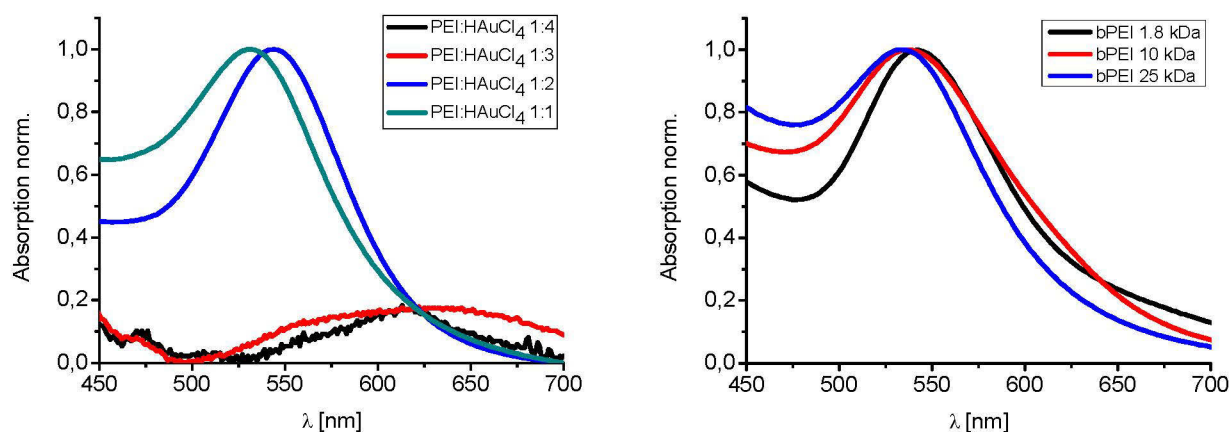 PEI:HAuCl₄ 1:4
PEI:HAuCl₄ 1:3
PEI:HAuCl₄ 1:2
PEI:HAuCl₄ 1:1
1,0
0,8
0,6
0,4
0,2
0,0
Absorption norm.
450 500 550 600 650 700
λ [nm]
bPEI 1.8 kDa
bPEI 10 kDa
bPEI 25 kDa
1,0
0,8
0,6
0,4
0,2
0,0
Absorption norm.
450 500 550 600 650 700
λ [nm]